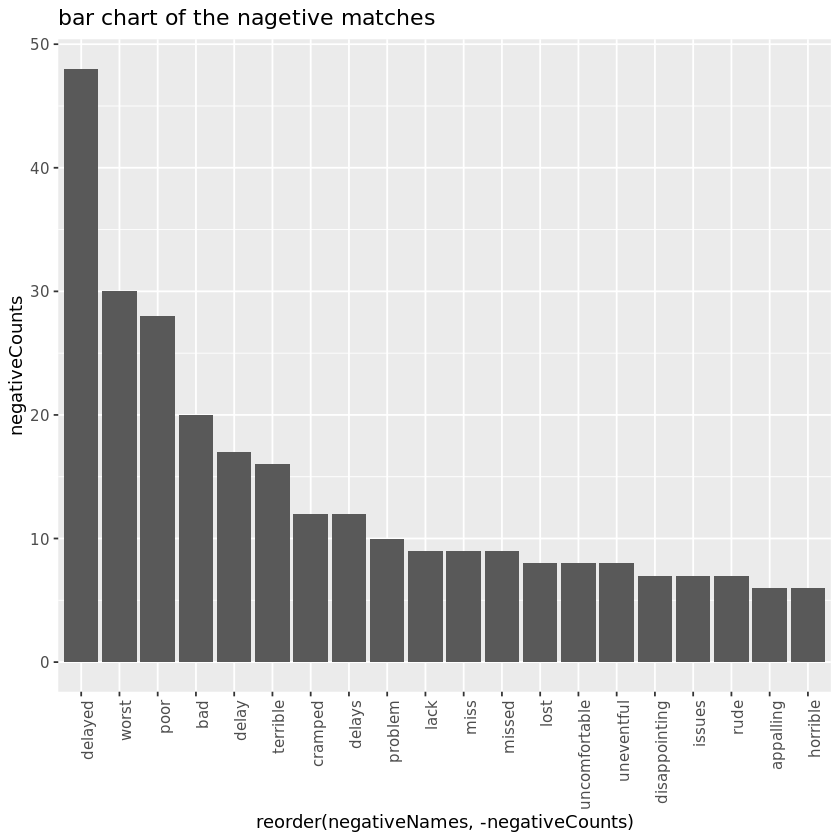 bar chart of the nagetive matches
50
40
30
20
10
0
negativeCounts
delayed
worst
poor
bad
delay
terrible
cramped
delays
problem
lack
miss
missed
lost
uncomfortable
uneventful
disappointing
issues
rude
appalling
horrible
reorder(negativeNames, -negativeCounts)